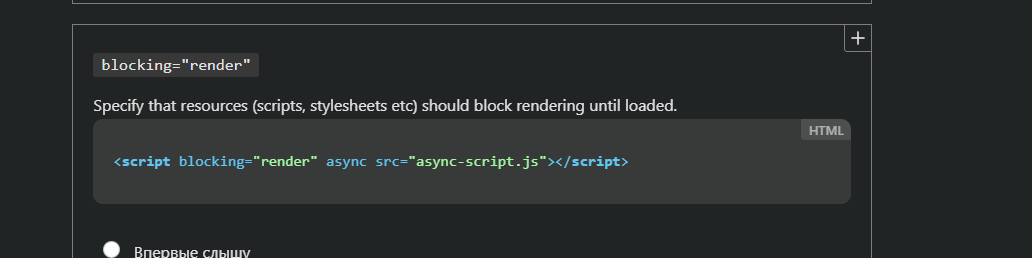 blocking="render"
Specify that resources (scripts, stylesheets etc) should block rendering until loaded.
HTML
<script blocking="render" async src="async-script.js"></script>
Впервые слышу